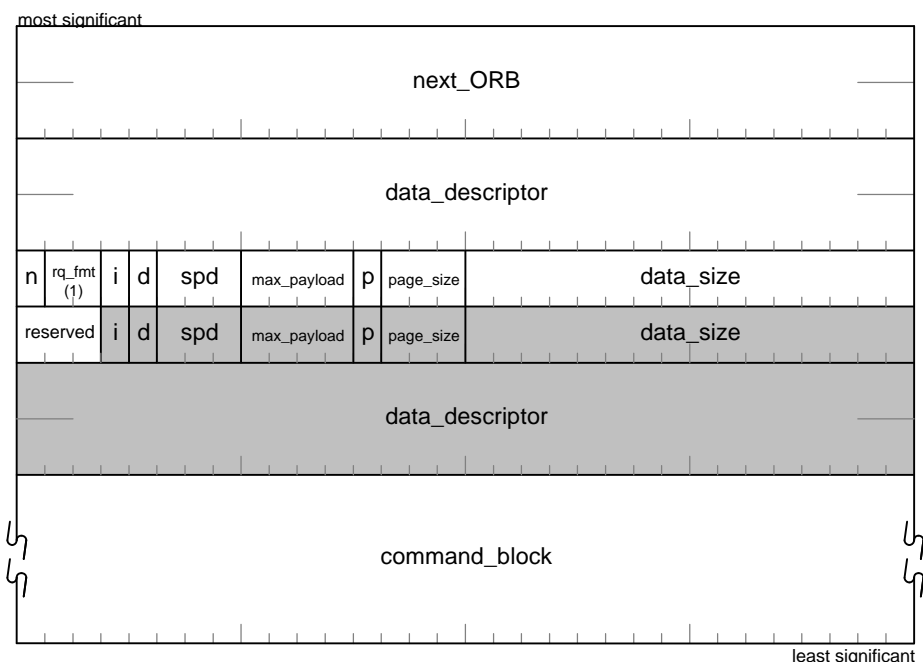 most significant
next_ORB
data_descriptor
n rq_fmt (1) i d spd max_payload p page_size data_size
reserved i d spd max_payload p page_size data_size
data_descriptor
command_block
least significant